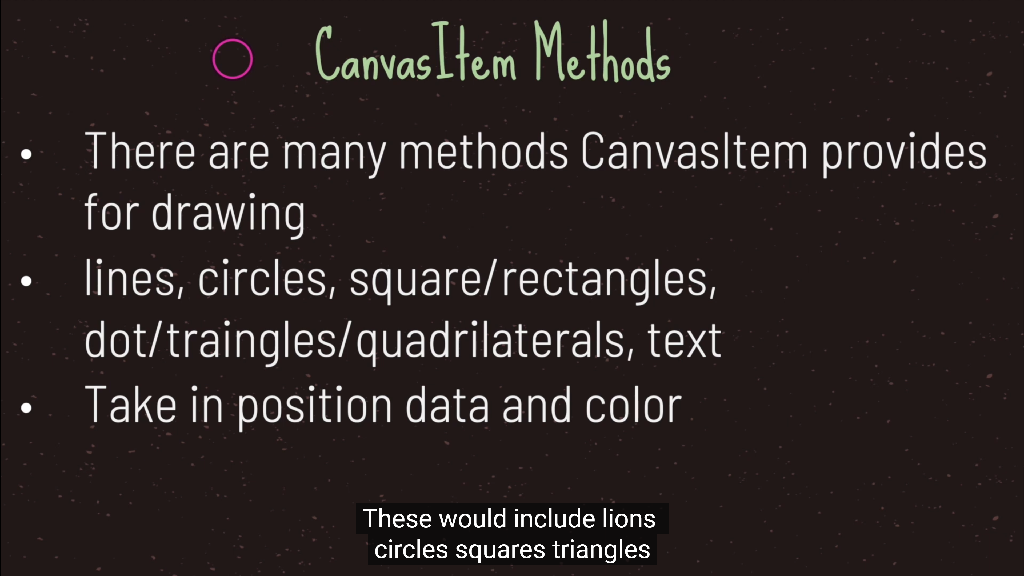 CanvasItem Methods
• There are many methods CanvasItem provides
for drawing
• lines, circles, square/rectangles,
dot/traingles/quadrilaterals, text
• Take in position data and color
These would include lions
circles squares triangles